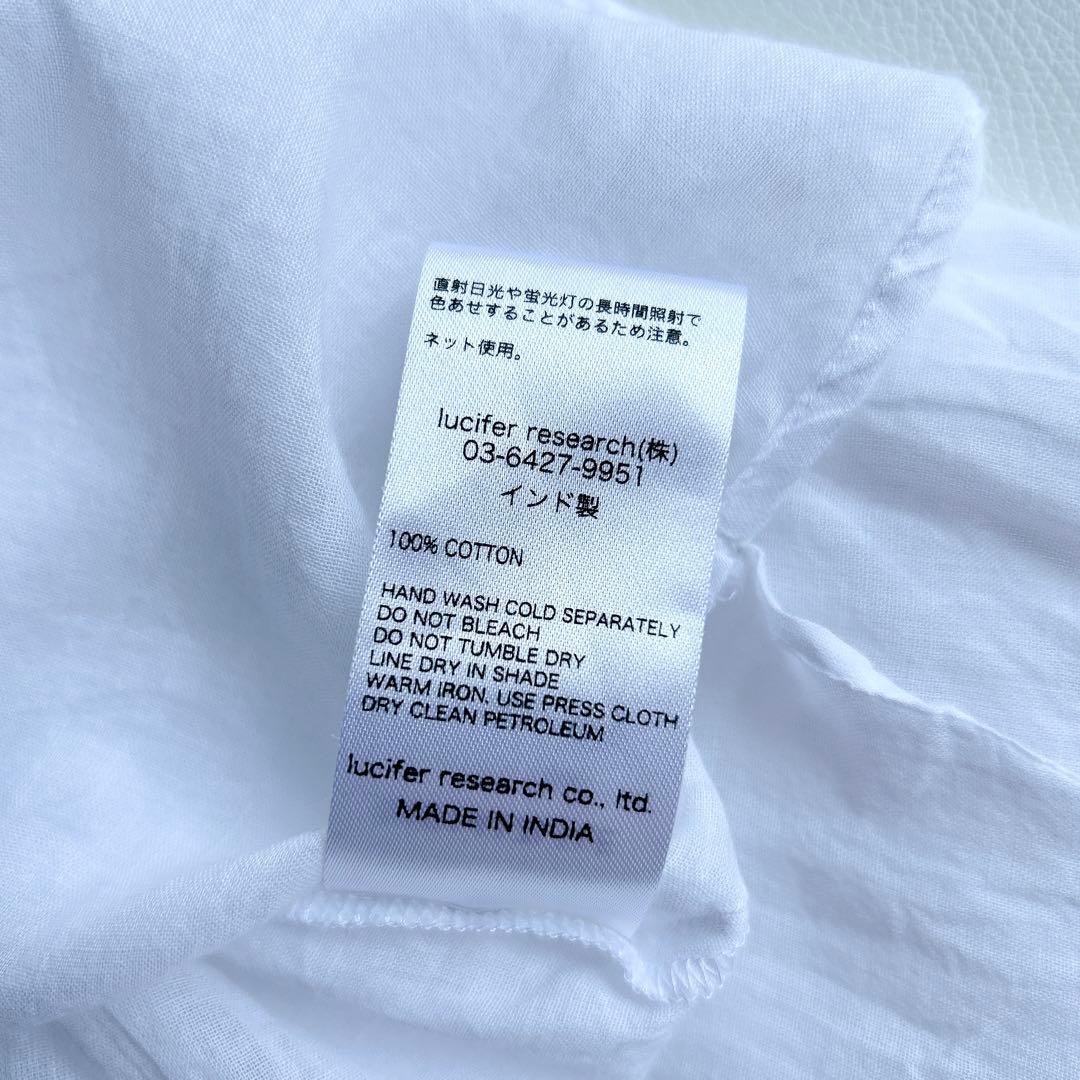 直射日光や蛍光灯の長時間照射で
色あせすることがあるため注意。
ネット使用。
lucifer research(株)
03-6427-9951
インド製
100% COTTON
HAND WASH COLD SEPARATELY
DO NOT BLEACH
DO NOT TUMBLE DRY
LINE DRY IN SHADE
WARM IRON. USE PRESS CLOTH
DRY CLEAN PETROLEUM
lucifer research co., ltd.
MADE IN INDIA